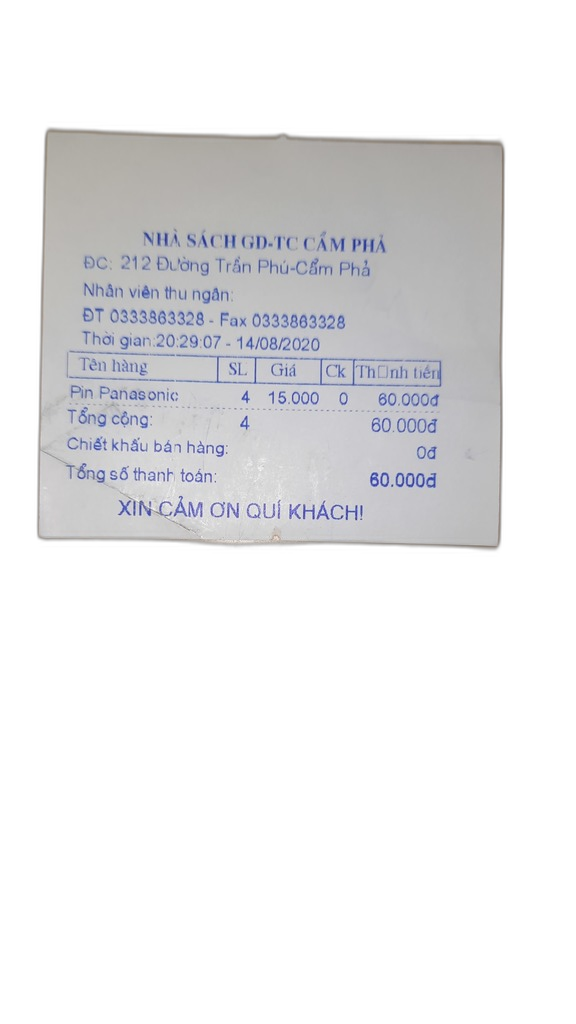 NHÀ SÁCH GD-TC CẨM PHẢ
ĐC: 212 Đường Trần Phú-Cẩm Phả
Nhân viên thu ngân:
ĐT 0333863328 - Fax 0333863328
Thời gian:20:29:07 - 14/08/2020
Tên hàng SL Giá Ck Th□nh tiền
Pin Panasonic 4 15.000 0 60.000đ
Tổng cộng: 4 60.000đ
Chiết khấu bán hàng: 0đ
Tổng số thanh toán: 60.000đ
XIN CẢM ƠN QUÍ KHÁCH!